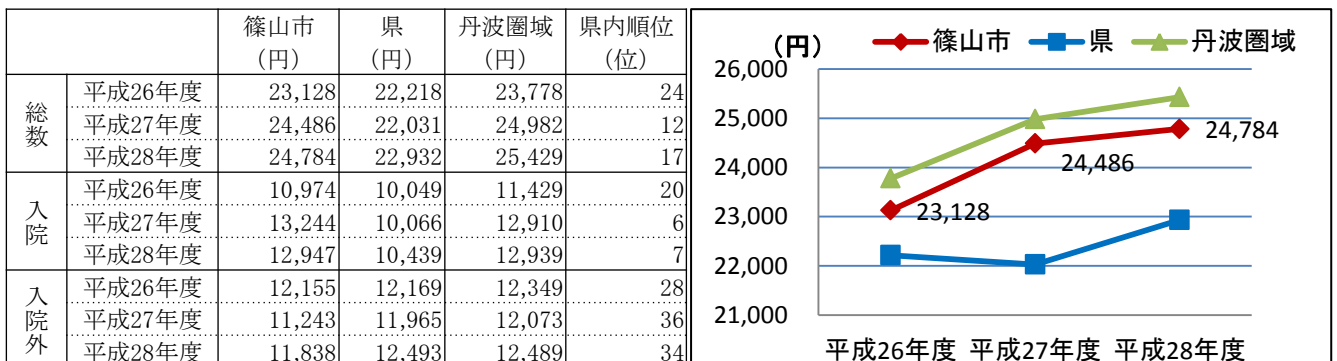 篠山市 県 丹波圏域 県内順位
(円) (円) (円) (位)
総数
平成26年度 23,128 22,218 23,778 24
平成27年度 24,486 22,031 24,982 12
平成28年度 24,784 22,932 25,429 17
入院
平成26年度 10,974 10,049 11,429 20
平成27年度 13,244 10,066 12,910 6
平成28年度 12,947 10,439 12,939 7
入院外
平成26年度 12,155 12,169 12,349 28
平成27年度 11,243 11,965 12,073 36
平成28年度 11,838 12,493 12,489 34
(円) 篠山市 県 丹波圏域
26,000
25,000
24,000
23,000
22,000
21,000
23,128
24,486
24,784
平成26年度 平成27年度 平成28年度